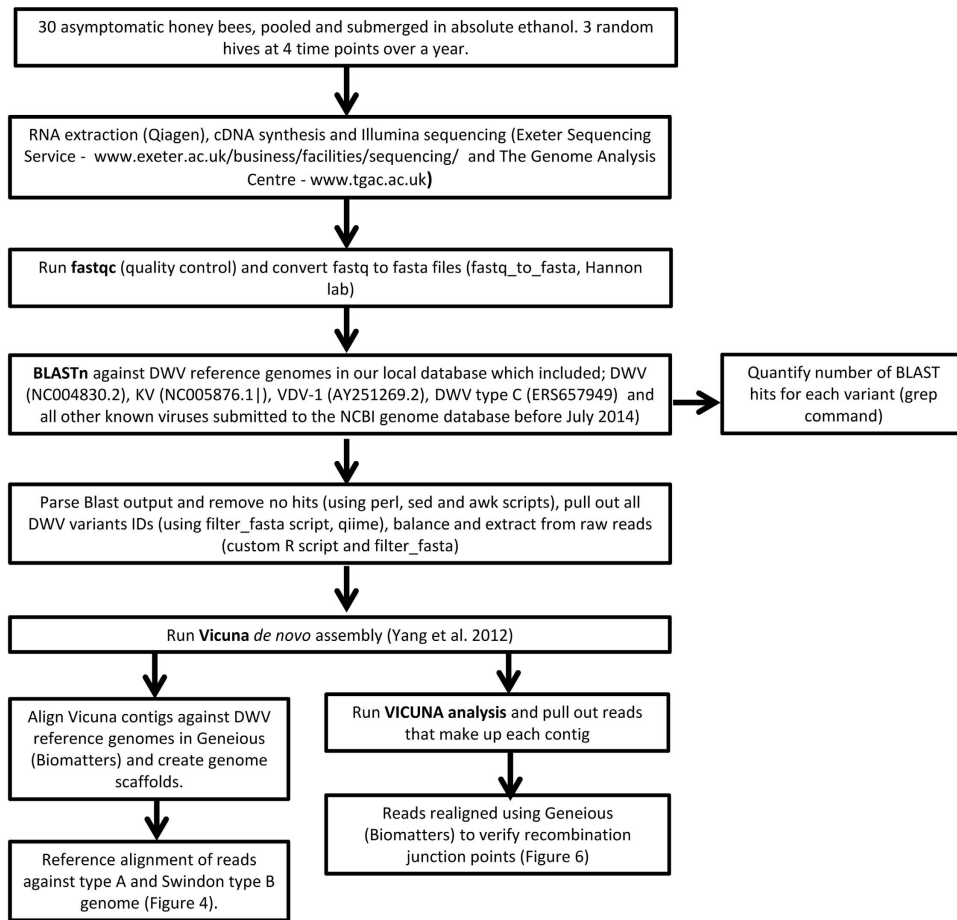 30 asymptomatic honey bees, pooled and submerged in absolute ethanol. 3 random
hives at 4 time points over a year.
RNA extraction (Qiagen), cDNA synthesis and Illumina sequencing (Exeter Sequencing
Service - www.exeter.ac.uk/business/facilities/sequencing/ and The Genome Analysis
Centre - www.tgac.ac.uk)
Run fastqc (quality control) and convert fastq to fasta files (fastq_to_fasta, Hannon
lab)
BLASTn against DWV reference genomes in our local database which included; DWV
(NC004830.2), KV (NC005876.1|), VDV-1 (AY251269.2), DWV type C (ERS657949) and
all other known viruses submitted to the NCBI genome database before July 2014)
Quantify number of BLAST
hits for each variant (grep
command)
Parse Blast output and remove no hits (using perl, sed and awk scripts), pull out all
DWV variants IDs (using filter_fasta script, qiime), balance and extract from raw reads
(custom R script and filter_fasta)
Run Vicuna de novo assembly (Yang et al. 2012)
Align Vicuna contigs against DWV
reference genomes in Geneious
(Biomatters) and create genome
scaffolds.
Reference alignment of reads
against type A and Swindon type B
genome (Figure 4).
Run VICUNA analysis and pull out reads
that make up each contig
Reads realigned using Geneious
(Biomatters) to verify recombination
junction points (Figure 6)